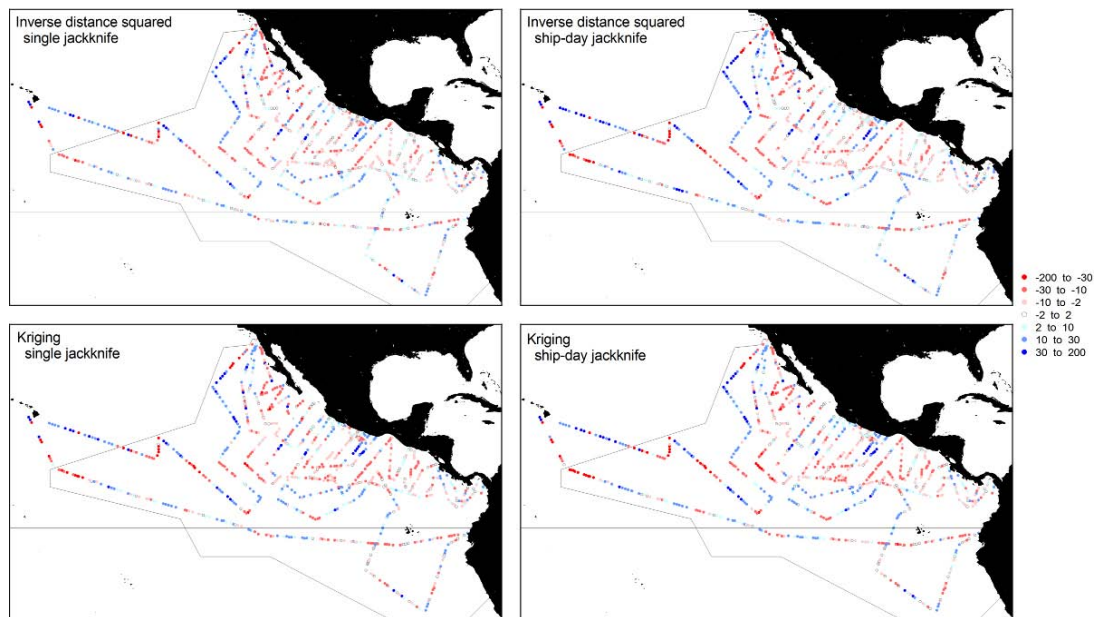 Inverse distance squared
single jackknife
Inverse distance squared
ship-day jackknife
-200 to -30
-30 to -10
-10 to -2
-2 to 2
2 to 10
10 to 30
30 to 200
Kriging
single jackknife
Kriging
ship-day jackknife